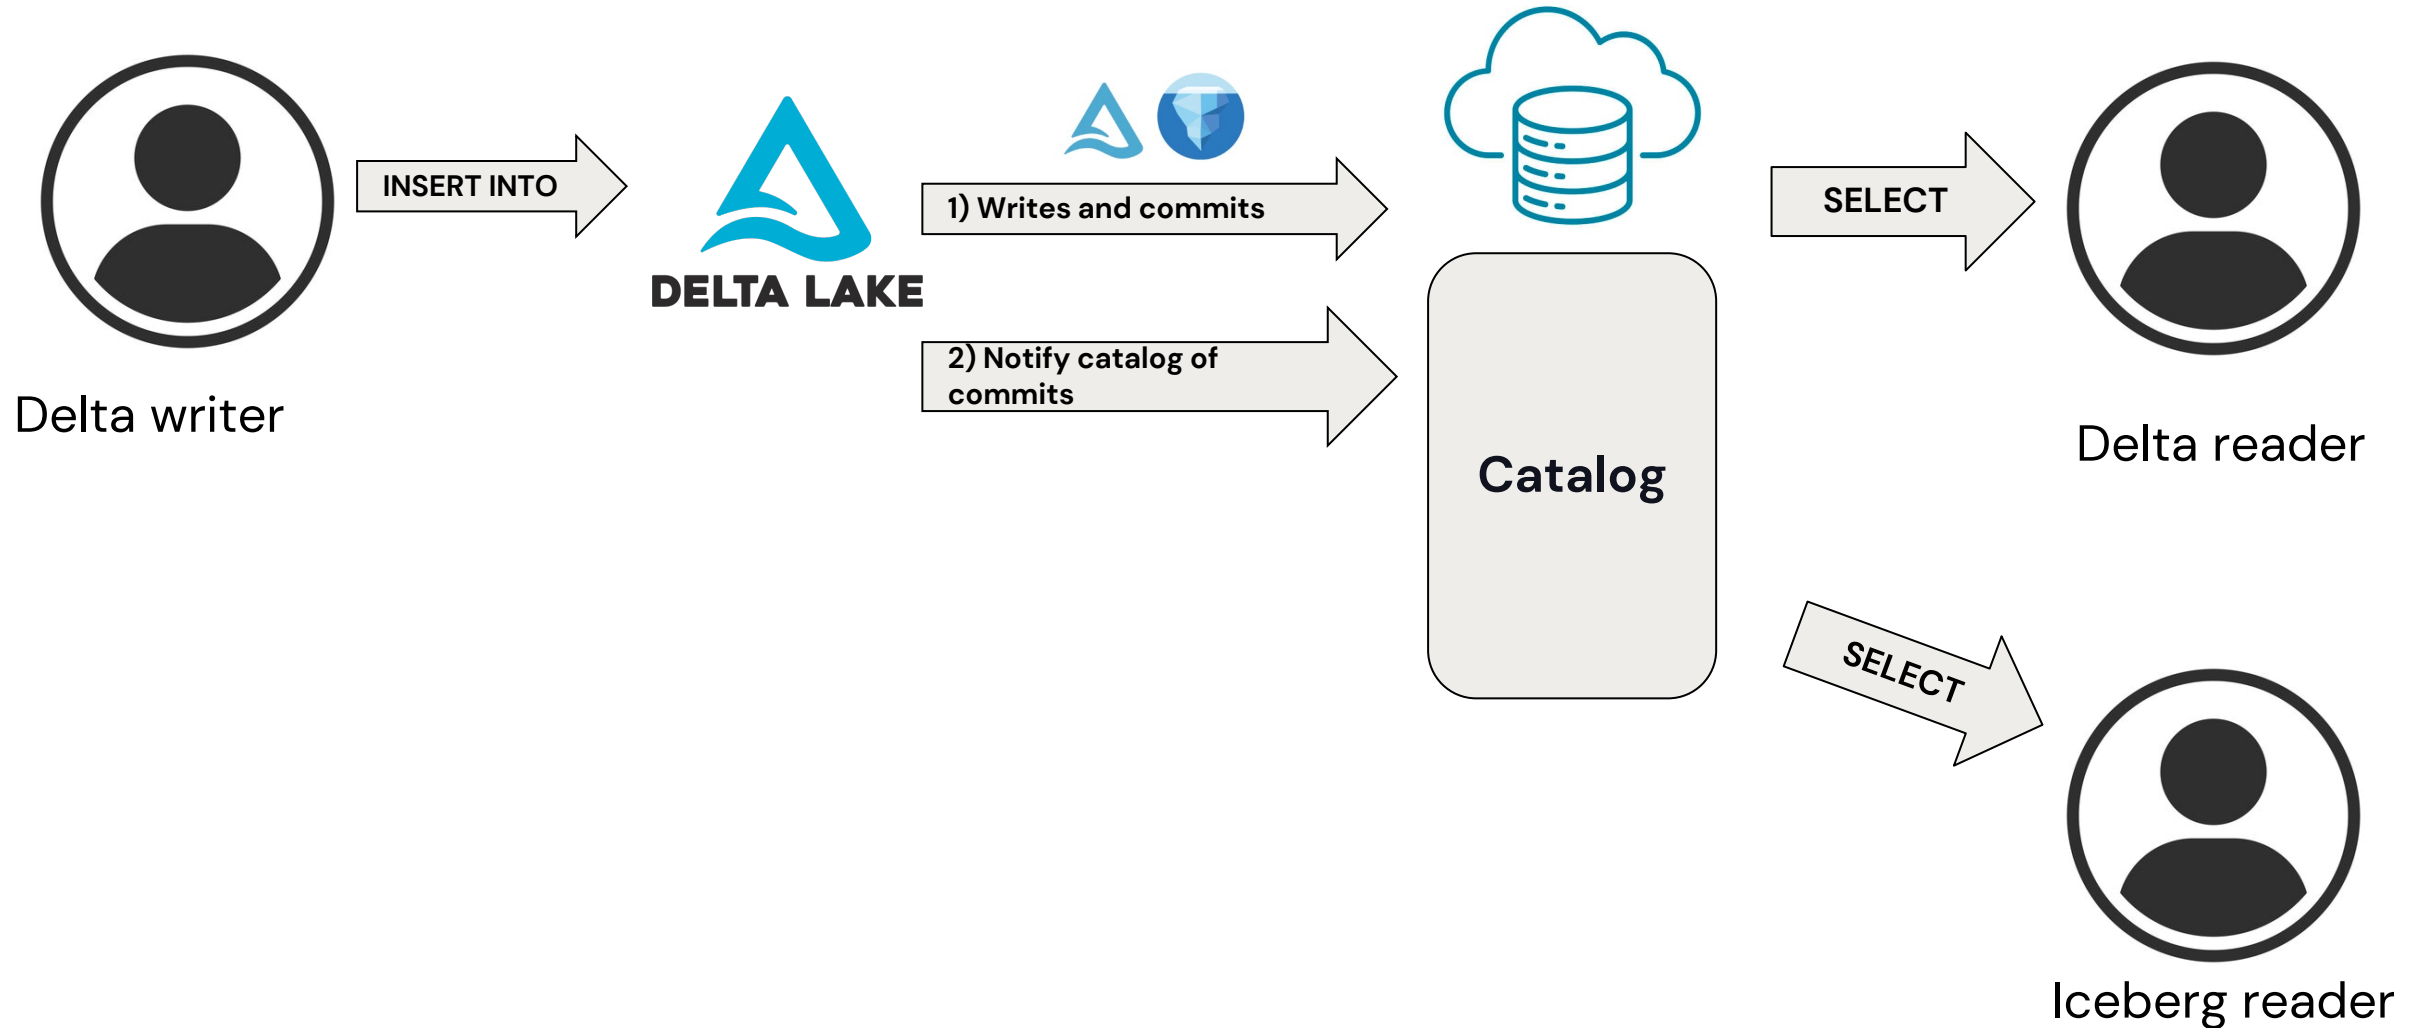 INSERT INTO
DELTA LAKE
1) Writes and commits
2) Notify catalog of
commits
SELECT
Delta writer
Catalog
Delta reader
SELECT
Iceberg reader